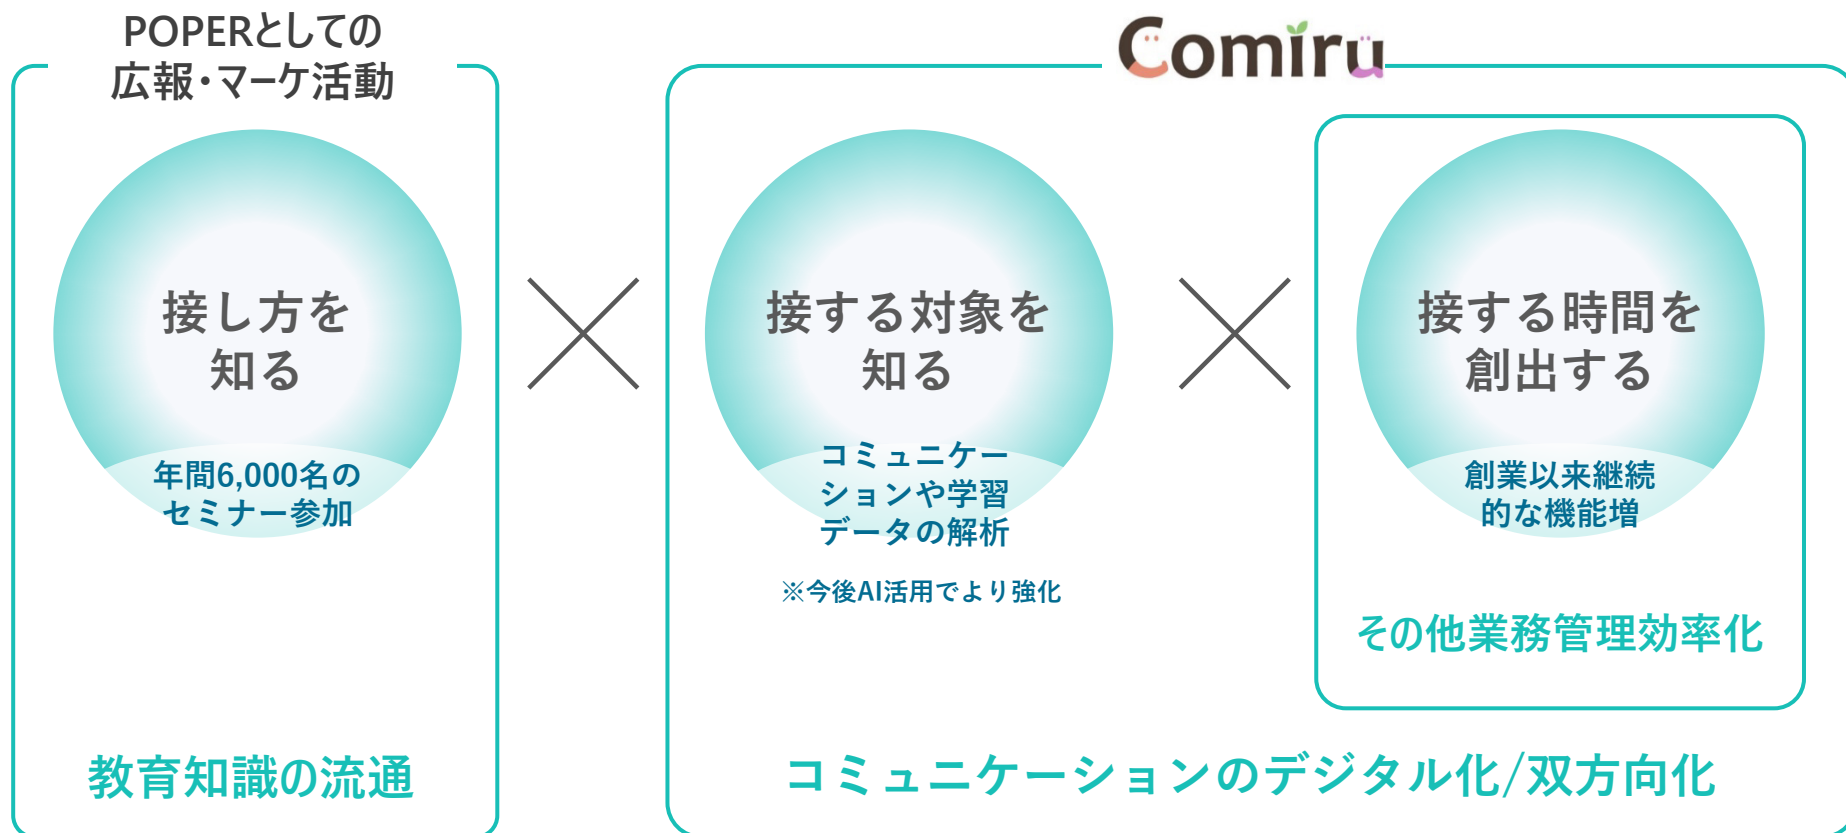 POPERとしての
広報・マーケ活動
接し方を
知る
年間6,000名の
セミナー参加
教育知識の流通
Comiru
接する対象を
知る
コミュニケー
ションや学習
データの解析
※今後AI活用でより強化
接する時間を
創出する
創業以来継続
的な機能増
その他業務管理効率化
コミュニケーションのデジタル化/双方向化